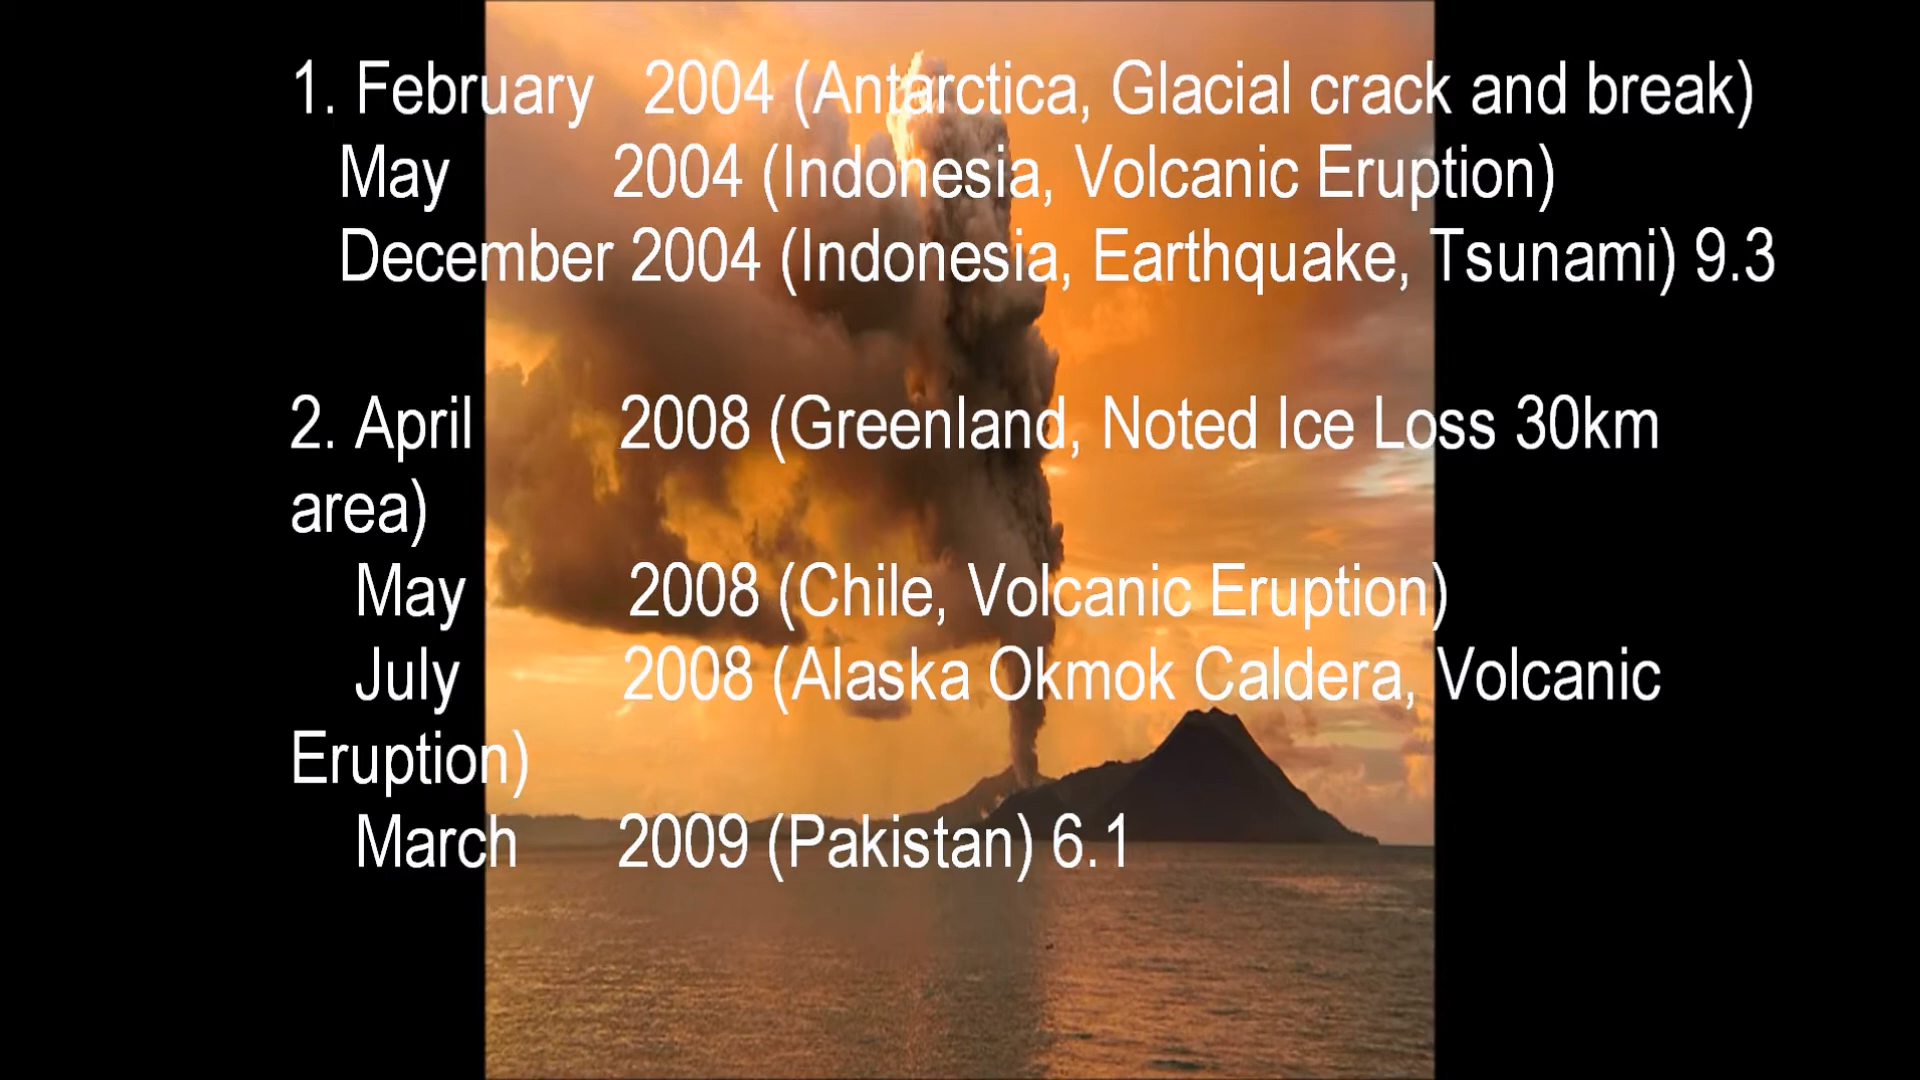 1. February 2004 (Antarctica, Glacial crack and break)
May 2004 (Indonesia, Volcanic Eruption)
December 2004 (Indonesia, Earthquake, Tsunami) 9.3
2. April 2008 (Greenland, Noted Ice Loss 30km
area)
May 2008 (Chile, Volcanic Eruption)
July 2008 (Alaska Okmok Caldera, Volcanic
Eruption)
March 2009 (Pakistan) 6.1